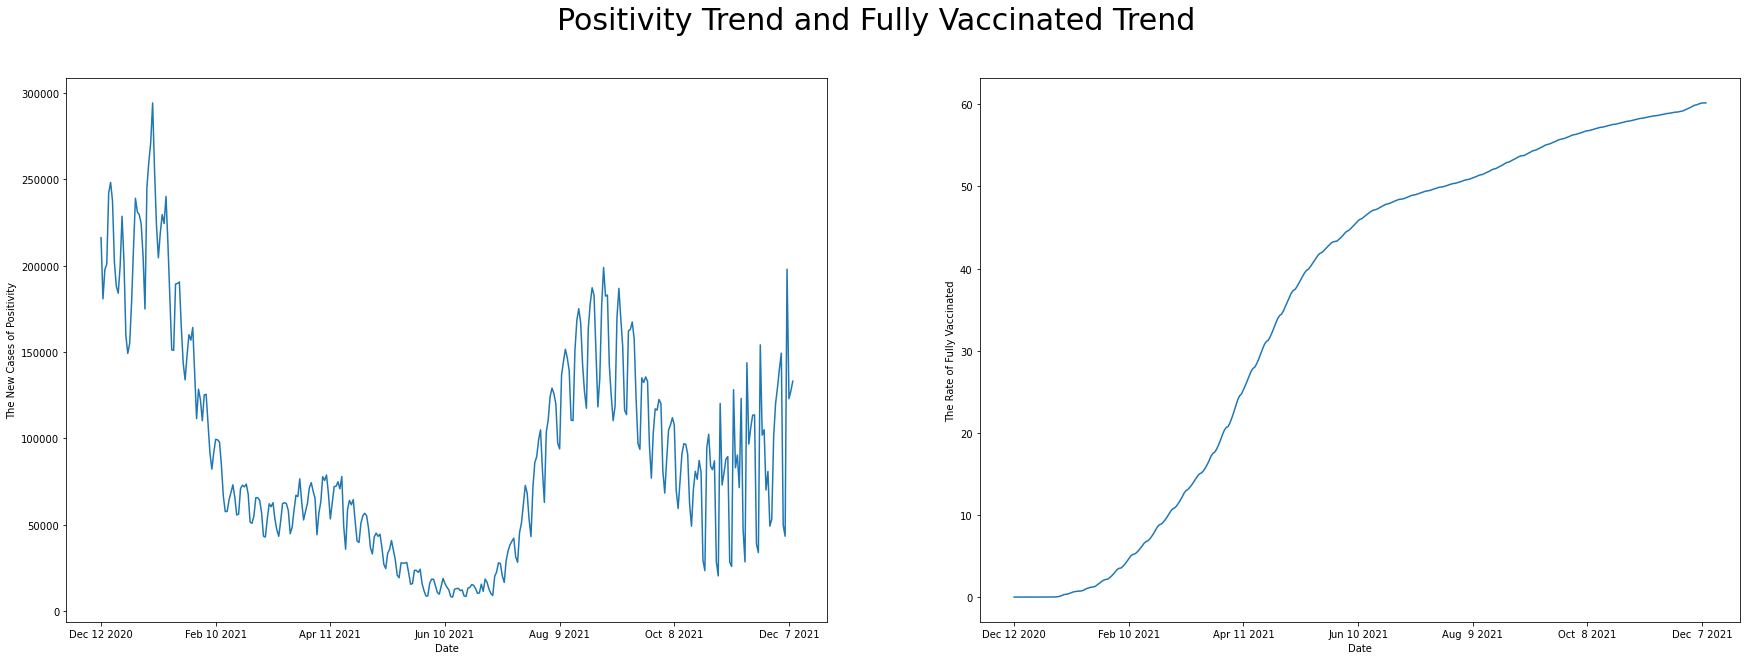 Positivity Trend and Fully Vaccinated Trend
The New Cases of Positivity
300000
250000
200000
150000
100000
50000
0
Dec 12 2020 Feb 10 2021 Apr 11 2021 Jun 10 2021 Aug 9 2021 Oct 8 2021 Dec 7 2021
Date
The Rate of Fully Vaccinated
60
50
40
30
20
10
0
Dec 12 2020 Feb 10 2021 Apr 11 2021 Jun 10 2021 Aug 9 2021 Oct 8 2021 Dec 7 2021
Date